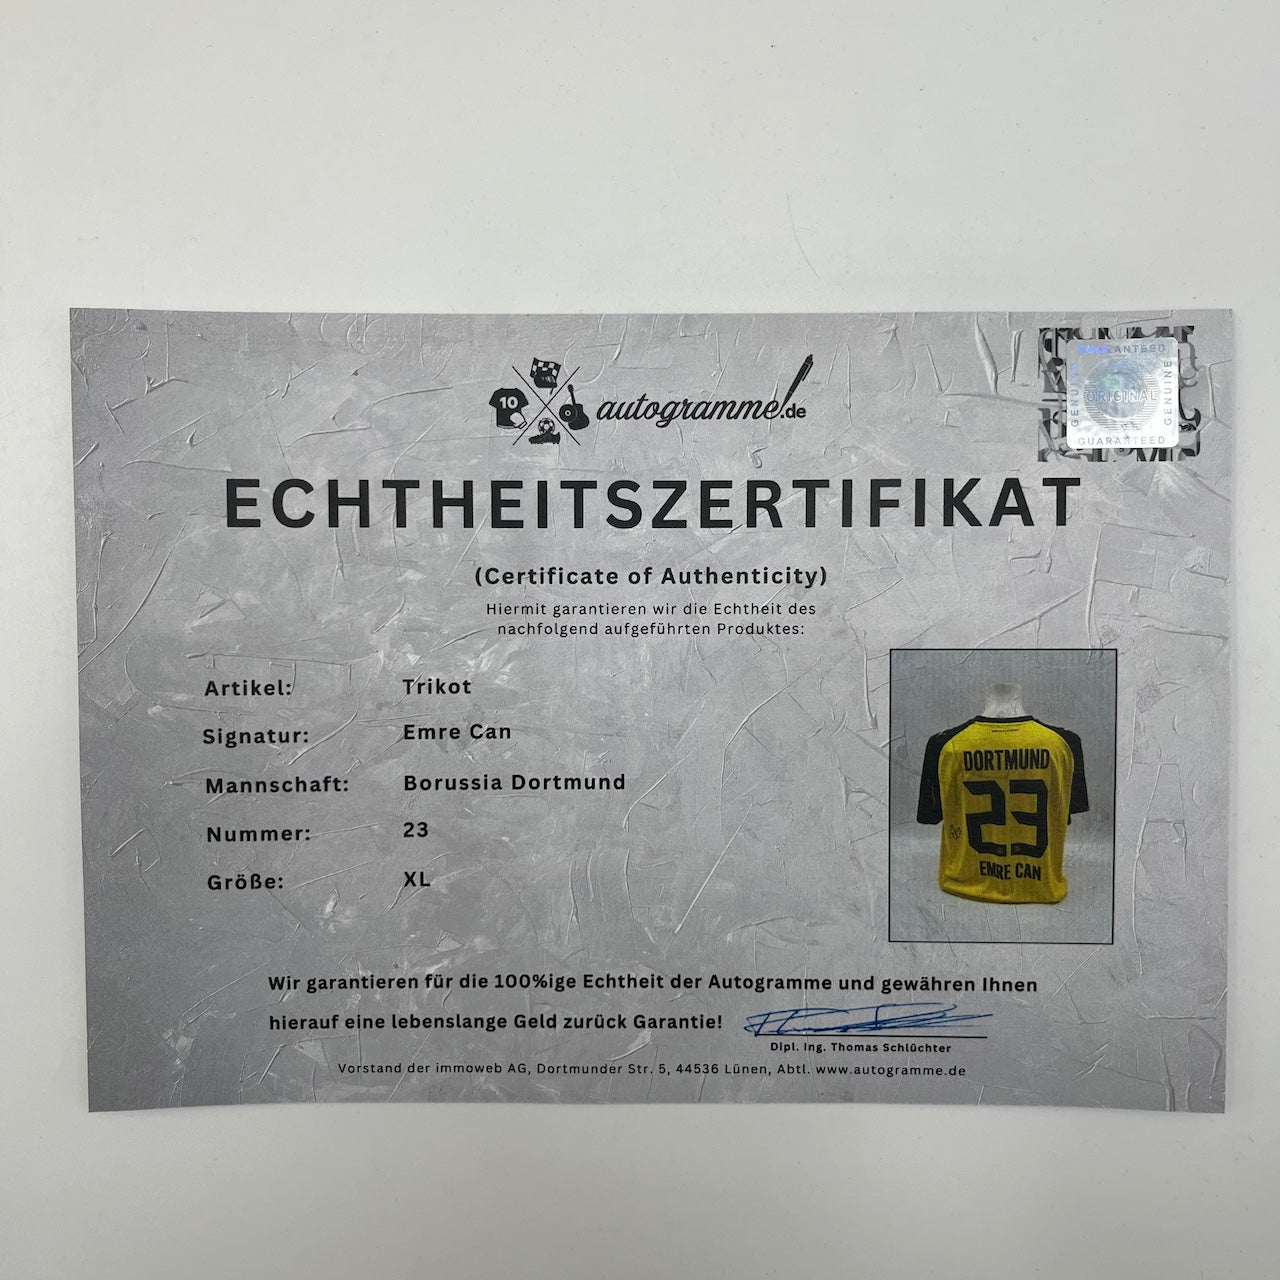 10
autogramme!.de
GUARANTEED
GENUINE
ORIGINAL
GENUINE
GUARANTEED
ECHTHEITSZERTIFIKAT
(Certificate of Authenticity)
Hiermit garantieren wir die Echtheit des
nachfolgend aufgeführten Produktes:
Artikel: Trikot
Signatur: Emre Can
Mannschaft: Borussia Dortmund
Nummer: 23
Größe: XL
DORTMUND
23
EMRE CAN
Wir garantieren für die 100%ige Echtheit der Autogramme und gewähren Ihnen
hierauf eine lebenslange Geld zurück Garantie!
Dipl. Ing. Thomas Schlüchter
Vorstand der immoweb AG, Dortmunder Str. 5, 44536 Lünen, Abtl. www.autogramme.de